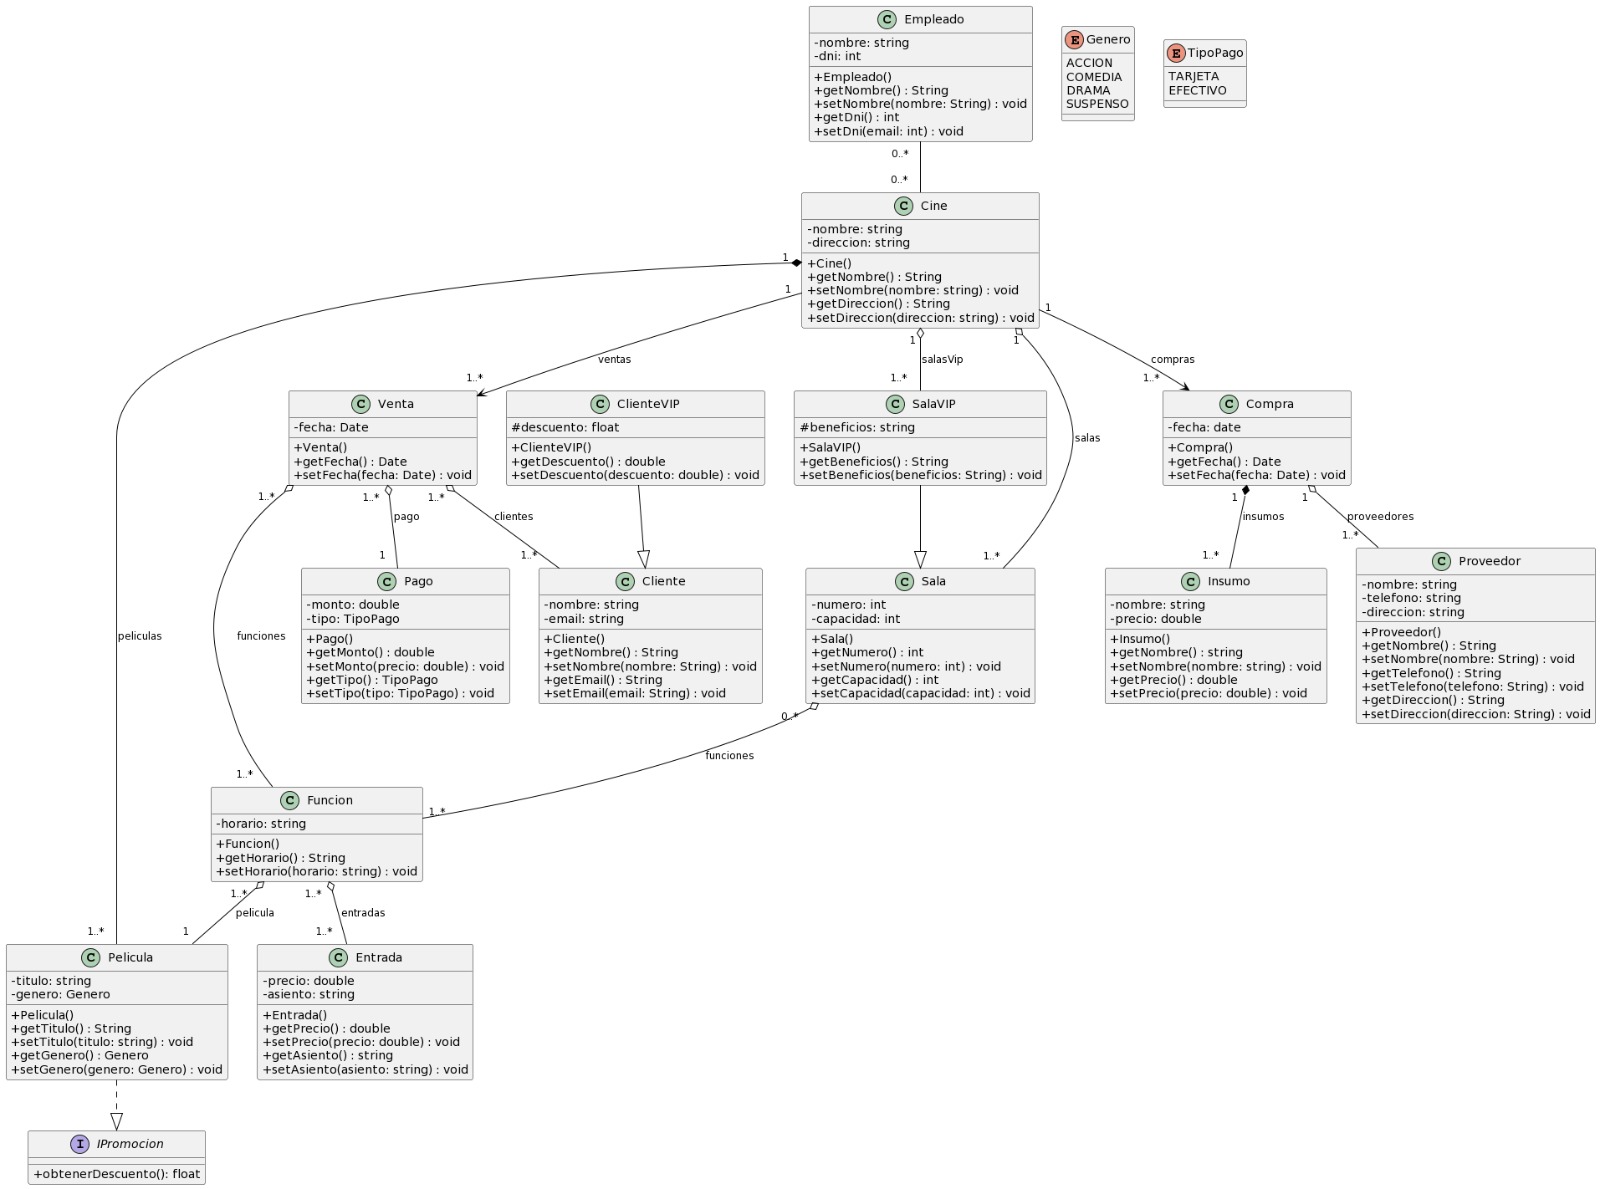 C Empleado
-nombre: string
-dni: int
+Empleado()
+getNombre() : String
+setNombre(nombre: String) : void
+getDni() : int
+setDni(email: int) : void
E Genero
ACCION
COMEDIA
DRAMA
SUSPENSO
E TipoPago
TARJETA
EFECTIVO
0..*
0..*
C Cine
-nombre: string
-direccion: string
+Cine()
+getNombre() : String
+setNombre(nombre: string) : void
+getDireccion() : String
+setDireccion(direccion: string) : void
1
1
1
1
1
ventas
salasVip
compras
1..*
1..*
1..*
salas
C Venta
-fecha: Date
+Venta()
+getFecha() : Date
+setFecha(fecha: Date) : void
C ClienteVIP
#descuento: float
+ClienteVIP()
+getDescuento() : double
+setDescuento(descuento: double) : void
C SalaVIP
#beneficios: string
+SalaVIP()
+getBeneficios() : String
+setBeneficios(beneficios: String) : void
C Compra
-fecha: date
+Compra()
+getFecha() : Date
+setFecha(fecha: Date) : void
1..*
1..*
1..*
1
1
pago
clientes
insumos
proveedores
1
1..*
1..*
1..*
1..*
C Pago
-monto: double
-tipo: TipoPago
+Pago()
+getMonto() : double
+setMonto(precio: double) : void
+getTipo() : TipoPago
+setTipo(tipo: TipoPago) : void
C Cliente
-nombre: string
-email: string
+Cliente()
+getNombre() : String
+setNombre(nombre: String) : void
+getEmail() : String
+setEmail(email: String) : void
C Sala
-numero: int
-capacidad: int
+Sala()
+getNumero() : int
+setNumero(numero: int) : void
+getCapacidad() : int
+setCapacidad(capacidad: int) : void
C Insumo
-nombre: string
-precio: double
+Insumo()
+getNombre() : string
+setNombre(nombre: string) : void
+getPrecio() : double
+setPrecio(precio: double) : void
C Proveedor
-nombre: string
-telefono: string
-direccion: string
+Proveedor()
+getNombre() : String
+setNombre(nombre: String) : void
+getTelefono() : String
+setTelefono(telefono: String) : void
+getDireccion() : String
+setDireccion(direccion: String) : void
peliculas
funciones
0..*
funciones
1..*
1..*
C Funcion
-horario: string
+Funcion()
+getHorario() : String
+setHorario(horario: string) : void
1..*
1..*
pelicula
entradas
1..*
1
1..*
C Pelicula
-titulo: string
-genero: Genero
+Pelicula()
+getTitulo() : String
+setTitulo(titulo: string) : void
+getGenero() : Genero
+setGenero(genero: Genero) : void
C Entrada
-precio: double
-asiento: string
+Entrada()
+getPrecio() : double
+setPrecio(precio: double) : void
+getAsiento() : string
+setAsiento(asiento: string) : void
I IPromocion
+obtenerDescuento(): float